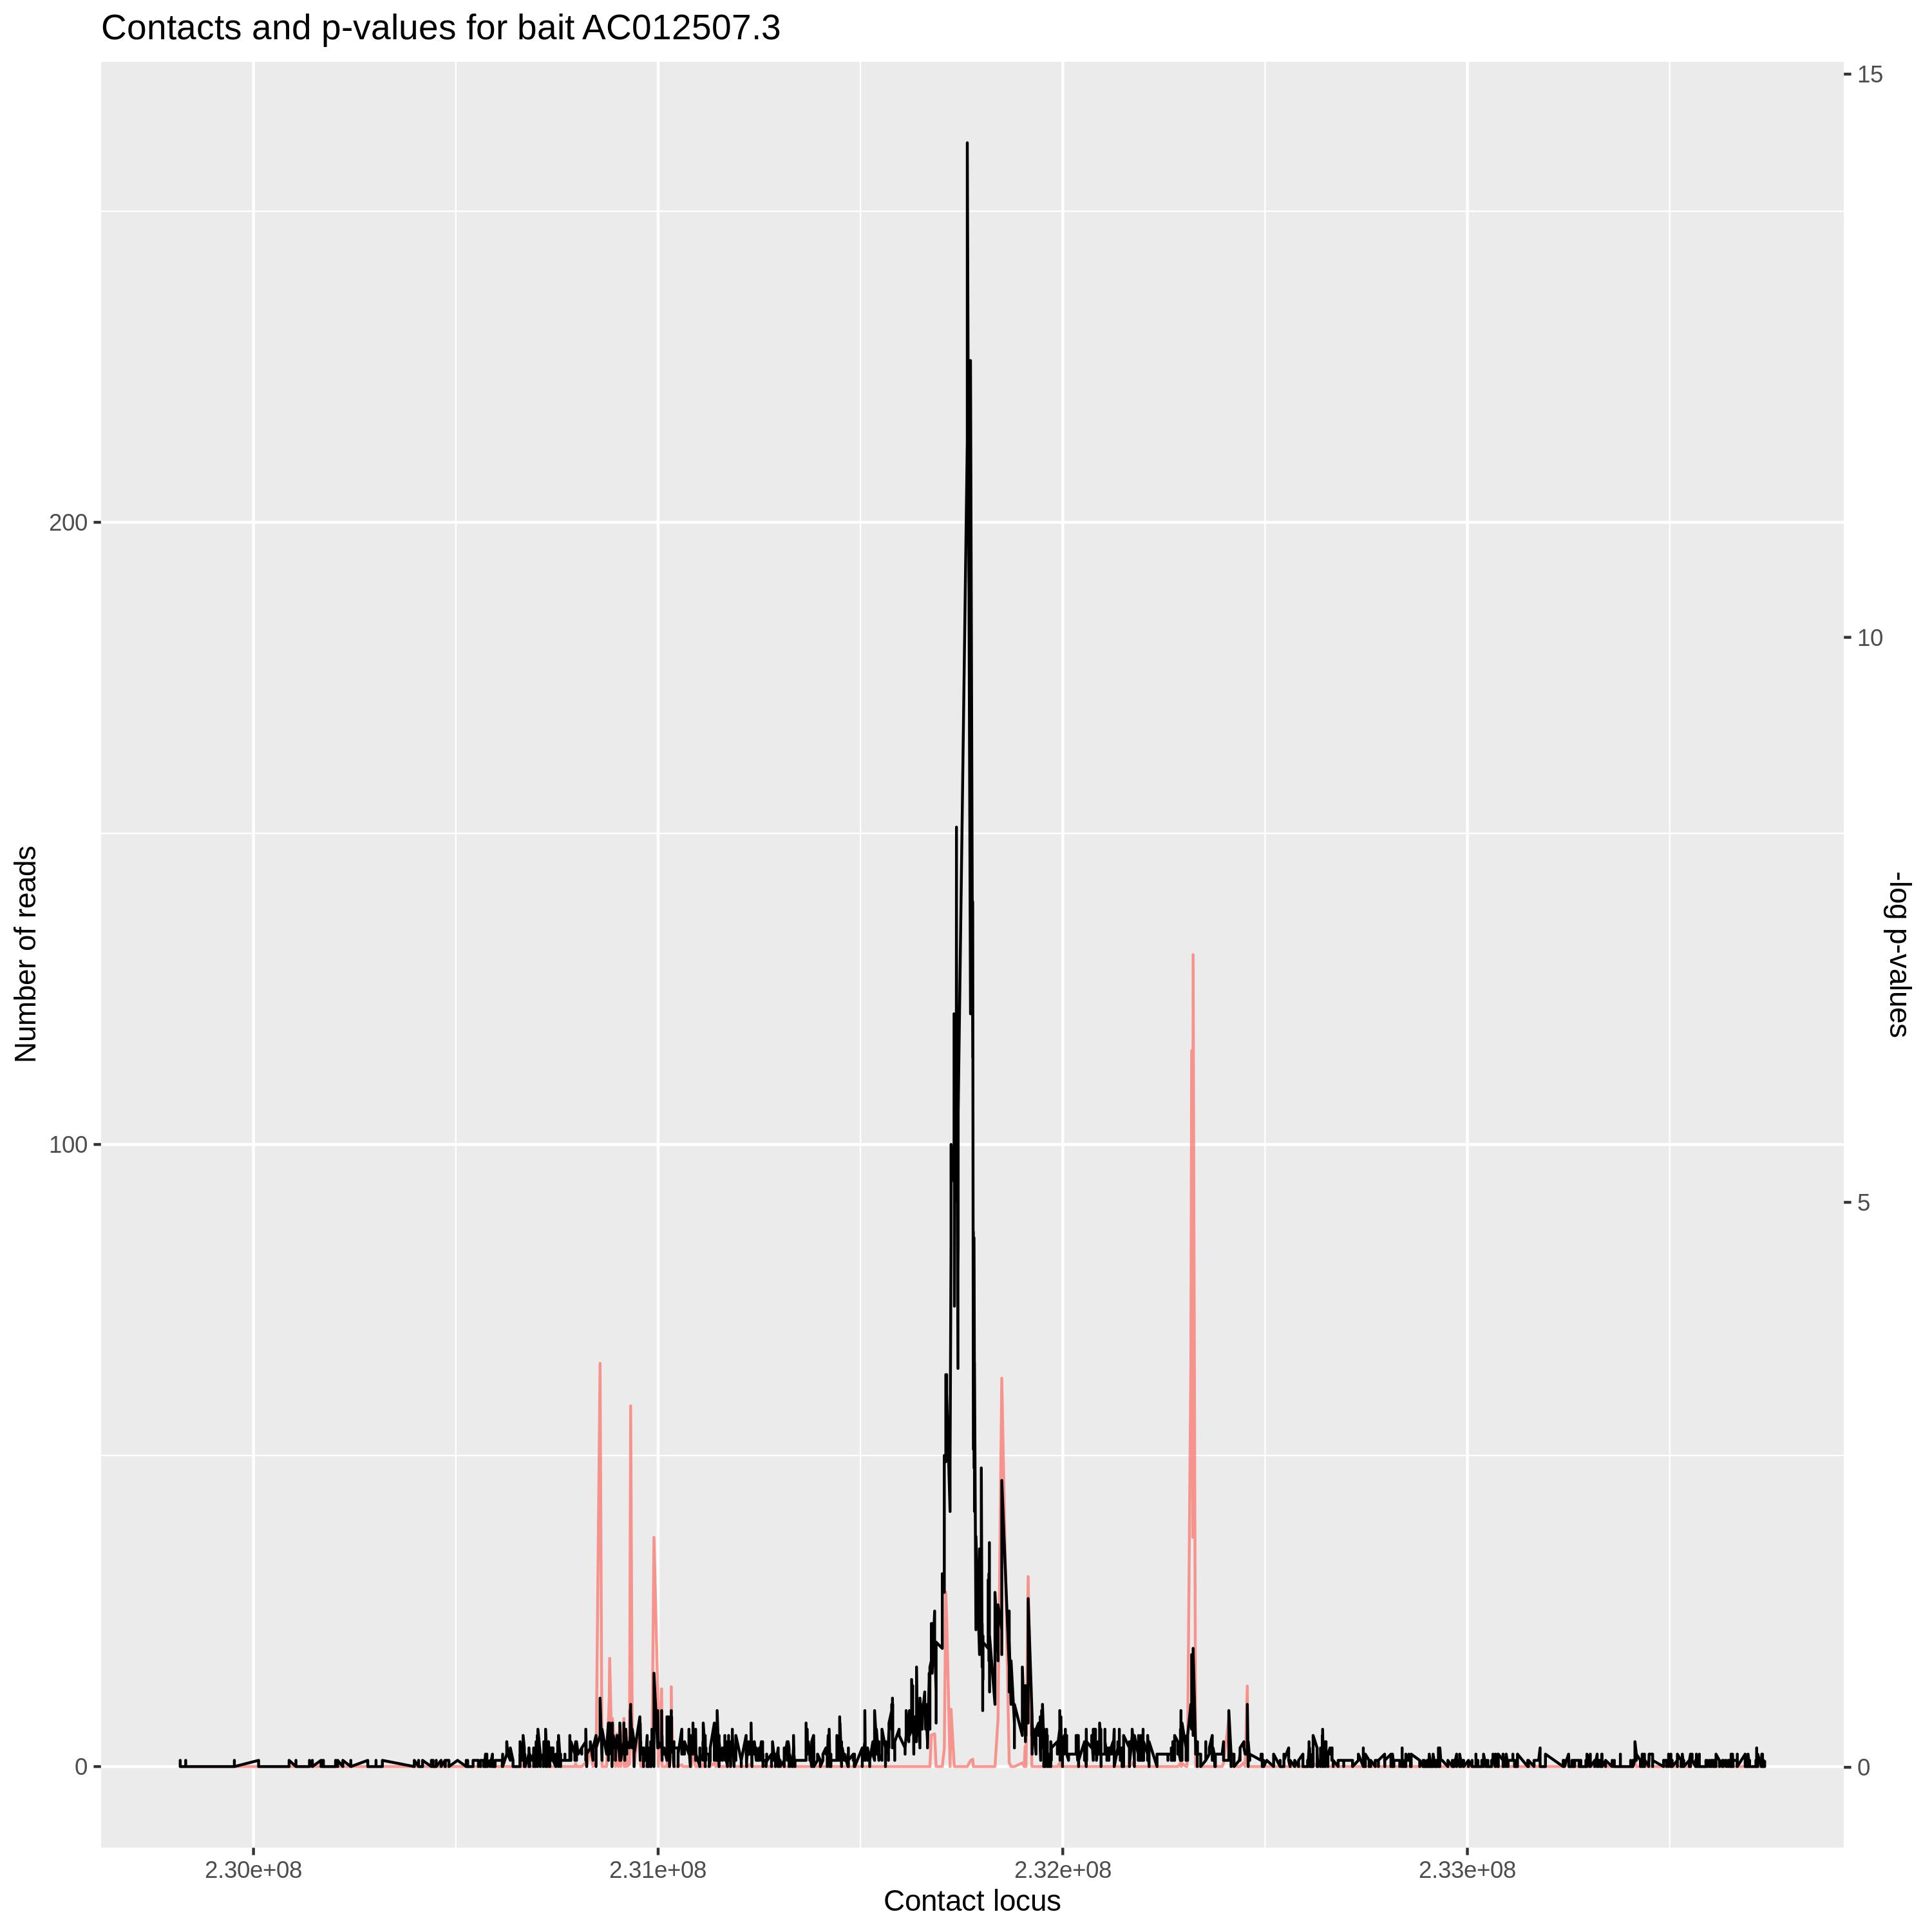 Contacts and p-values for bait AC012507.3
15
200
10
Number of reads
-log p-values
100
5
0
0
2.30e+08
2.31e+08
2.32e+08
2.33e+08
Contact locus